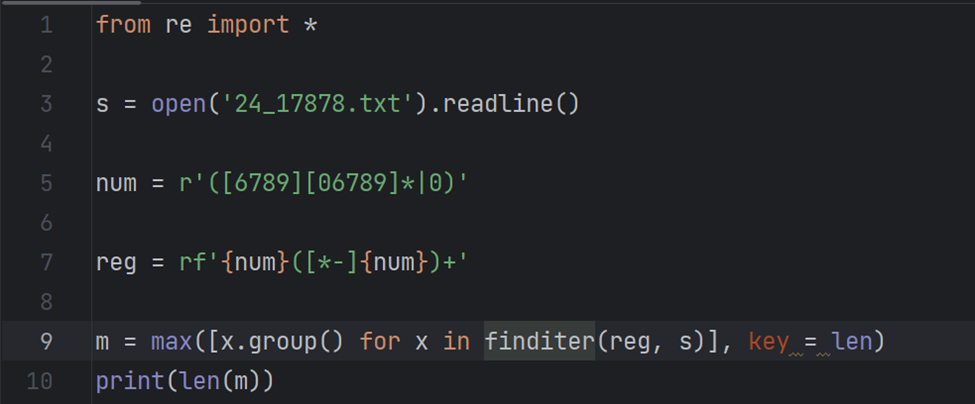 1 from re import *
2
3 s = open('24_17878.txt').readline()
4
5 num = r'([6789][06789]*|0)'
6
7 reg = rf'{num}([*-]{num})+'
8
9 m = max([x.group() for x in finditer(reg, s)], key = len)
10 print(len(m))